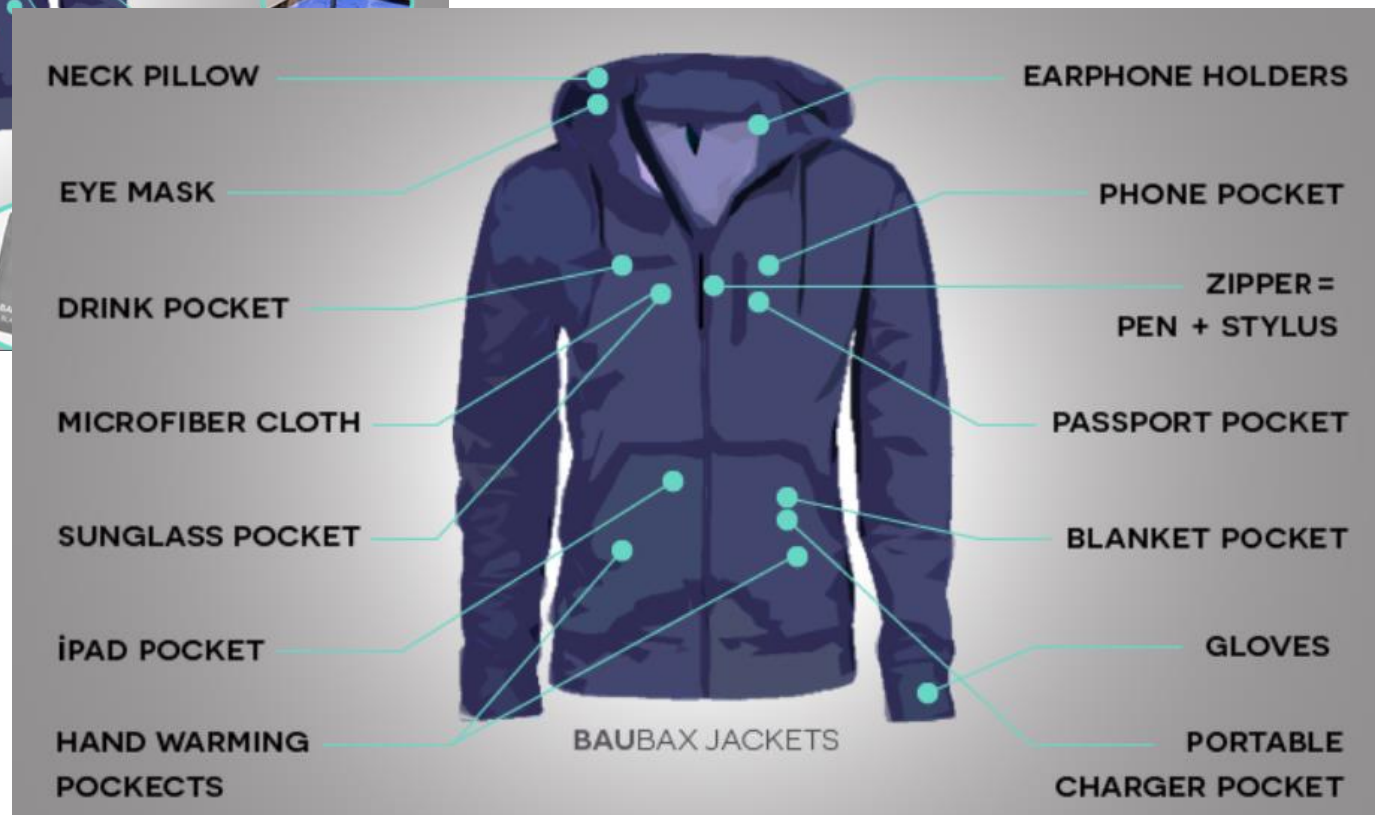 NECK PILLOW
EYE MASK
DRINK POCKET
MICROFIBER CLOTH
SUNGLASS POCKET
iPAD POCKET
HAND WARMING
POCKECTS
EARPHONE HOLDERS
PHONE POCKET
ZIPPER =
PEN + STYLUS
PASSPORT POCKET
BLANKET POCKET
GLOVES
PORTABLE
CHARGER POCKET
BAUBAX JACKETS